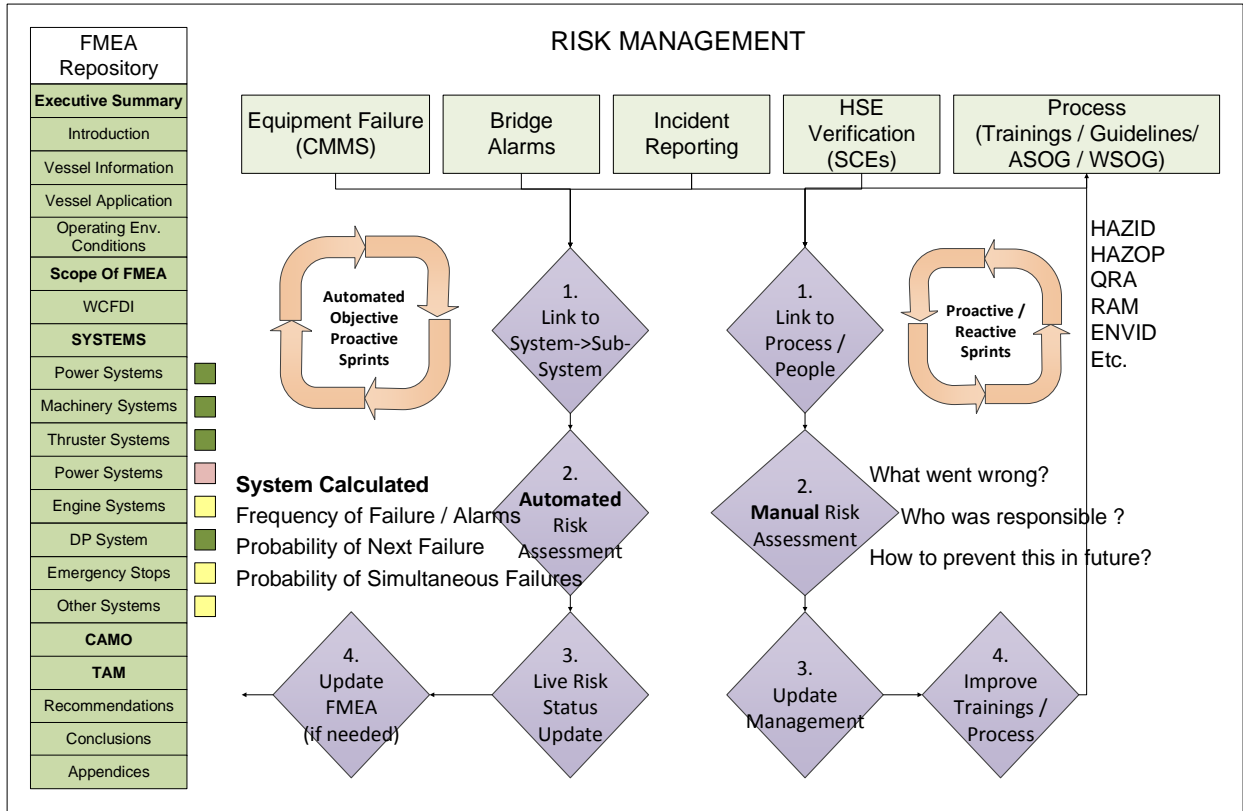 RISK MANAGEMENT
FMEA
Repository
Executive Summary
Introduction
Vessel Information
Vessel Application
Operating Env.
Conditions
Scope Of FMEA
WCFDI
SYSTEMS
Power Systems
Machinery Systems
Thruster Systems
Power Systems
Engine Systems
DP System
Emergency Stops
Other Systems
CAMO
TAM
Recommendations
Conclusions
Appendices
Equipment Failure
(CMMS)
Bridge
Alarms
Incident
Reporting
HSE
Verification
(SCEs)
Process
(Trainings / Guidelines/
ASOG / WSOG)
Automated
Objective
Proactive
Sprints
1.
Link to
System->Sub-
System
1.
Link to
Process /
People
Proactive /
Reactive
Sprints
HAZID
HAZOP
QRA
RAM
ENVID
Etc.
System Calculated
Frequency of Failure / Alarms
Probability of Next Failure
Probability of Simultaneous Failures
2.
Automated
Risk
Assessment
2.
Manual Risk
Assessment
What went wrong?
Who was responsible ?
How to prevent this in future?
4.
Update
FMEA
(if needed)
3.
Live Risk
Status
Update
3.
Update
Management
4.
Improve
Trainings /
Process